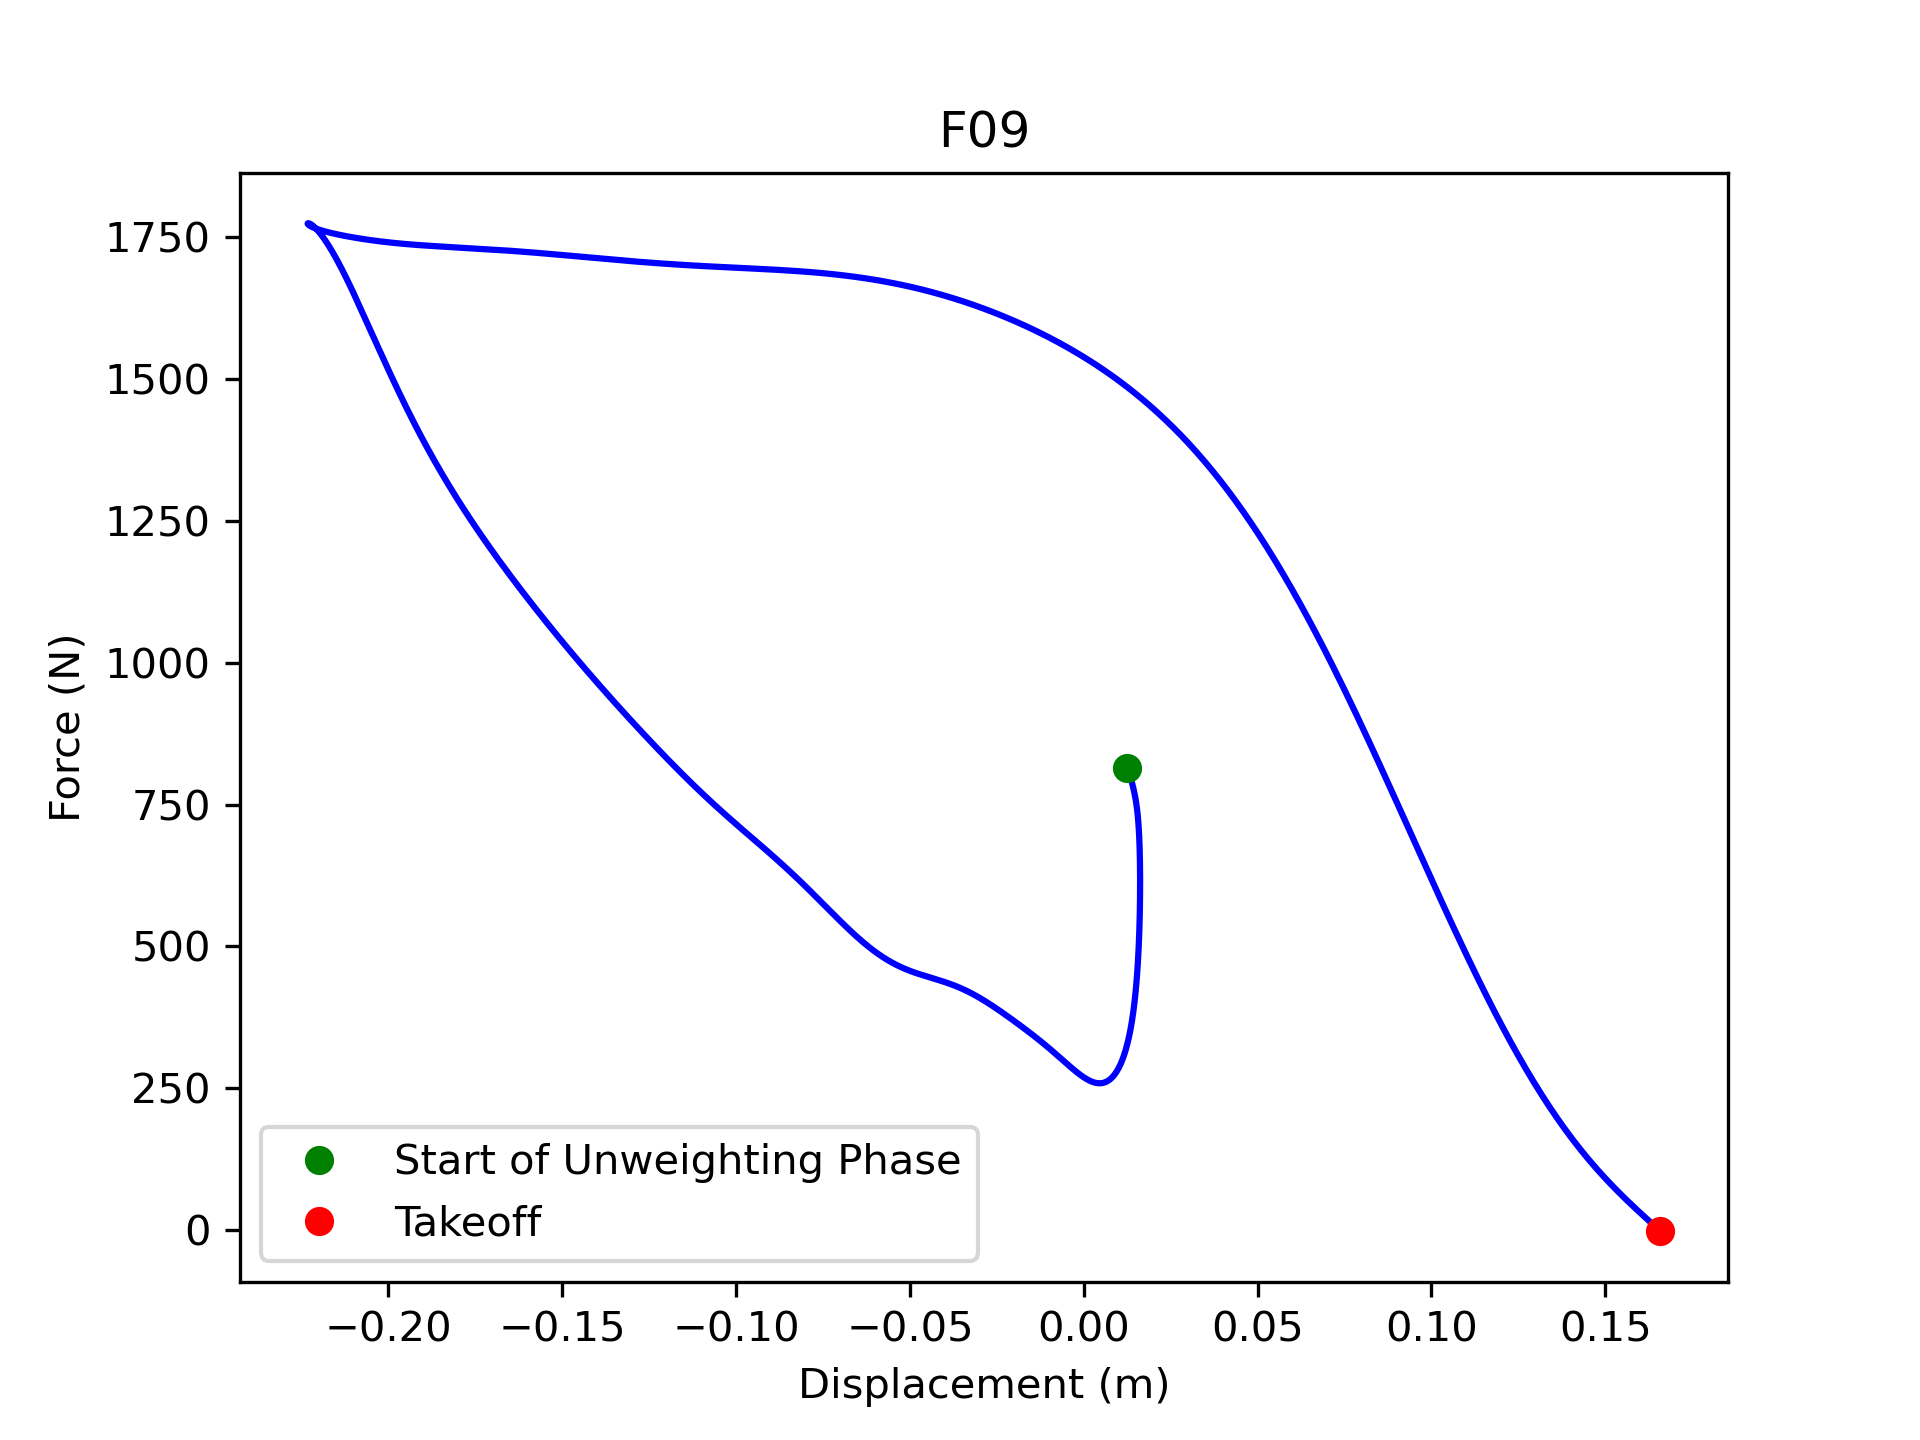 F09
Force (N)
1750
1500
1250
1000
750
500
250
0
Start of Unweighting Phase
Takeoff
−0.20 −0.15 −0.10 −0.05 0.00 0.05 0.10 0.15
Displacement (m)